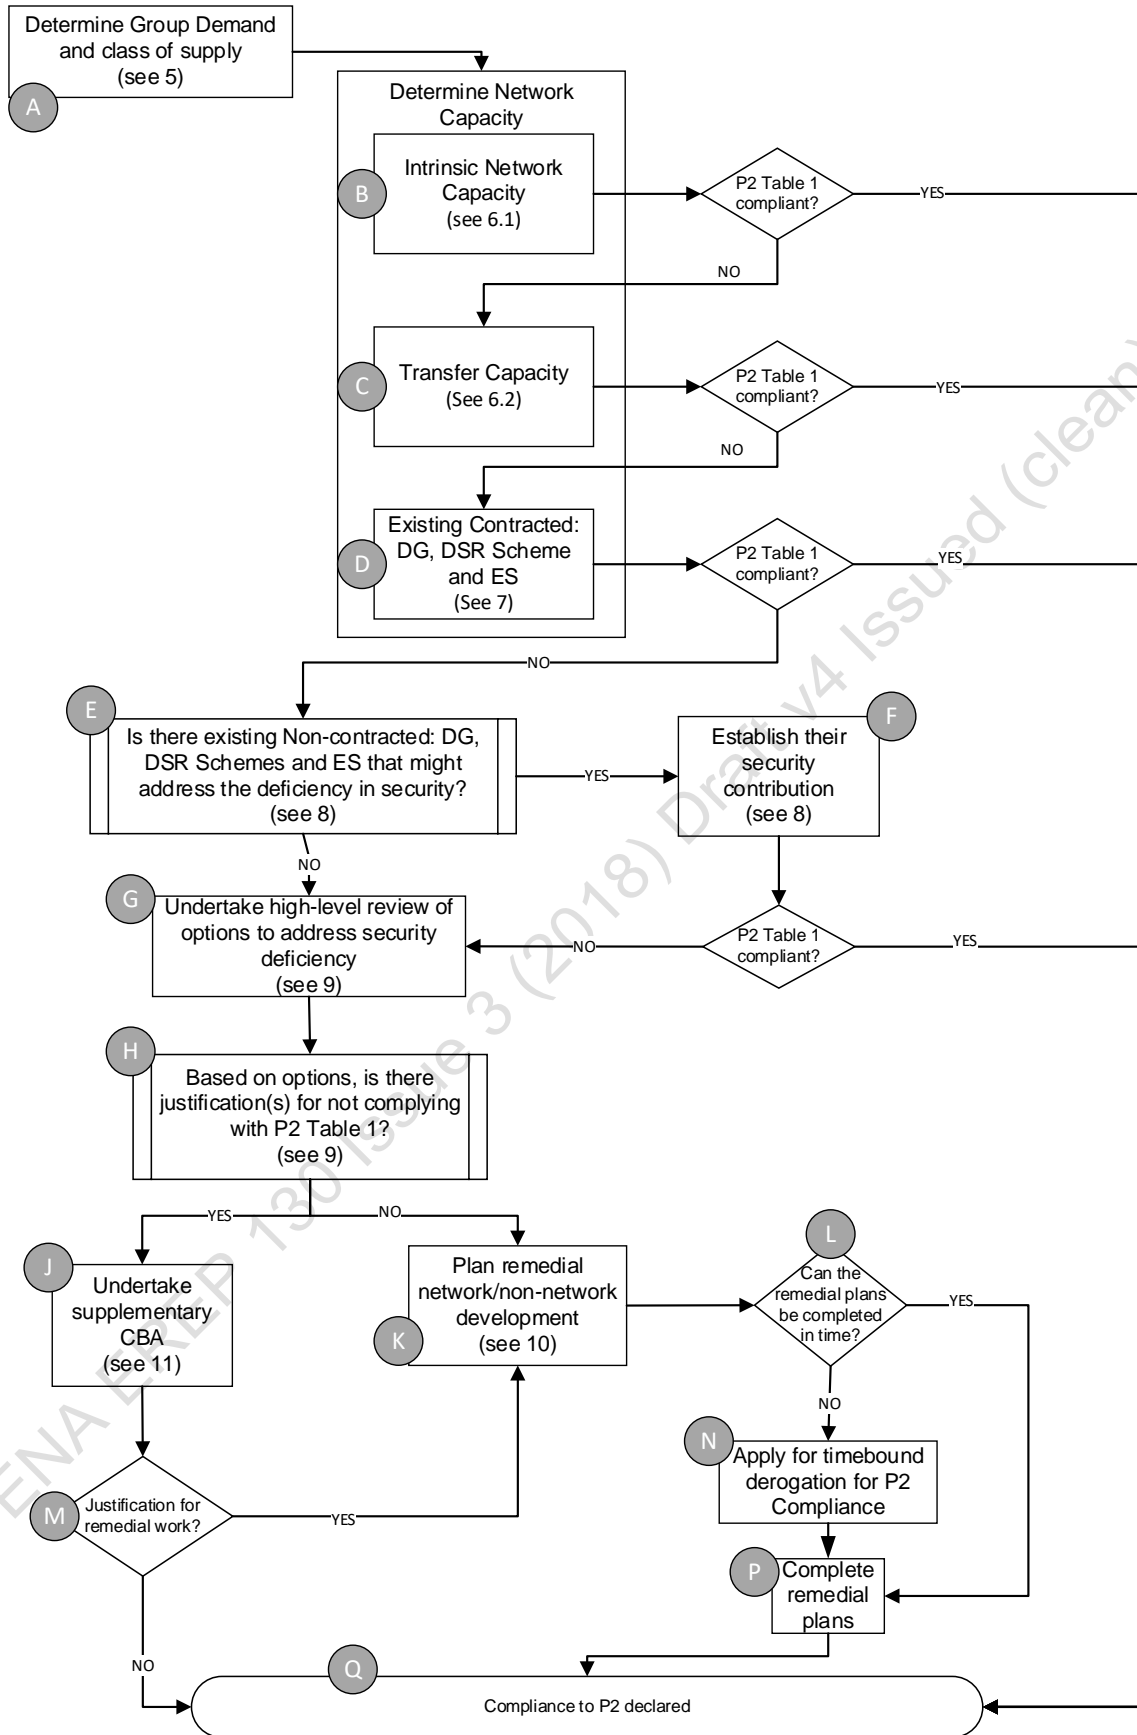 Determine Group Demand
and class of supply
(see 5)
A
Determine Network
Capacity
Intrinsic Network
Capacity
(see 6.1)
B
P2 Table 1
compliant?
YES
NO
Transfer Capacity
(See 6.2)
C
P2 Table 1
compliant?
YES
NO
Existing Contracted:
DG, DSR Scheme
and ES
(See 7)
D
P2 Table 1
compliant?
YES
NO
E
Is there existing Non-contracted: DG,
DSR Schemes and ES that might
address the deficiency in security?
(see 8)
YES
F
Establish their
security
contribution
(see 8)
NO
G
Undertake high-level review of
options to address security
deficiency
(see 9)
NO
P2 Table 1
compliant?
YES
H
Based on options, is there
justification(s) for not complying
with P2 Table 1?
(see 9)
YES
NO
J
Undertake
supplementary
CBA
(see 11)
Plan remedial
network/non-network
development
(see 10)
K
L
Can the
remedial plans
be completed
in time?
YES
NO
M
Justification for
remedial work?
YES
N
Apply for timebound
derogation for P2
Compliance
P
Complete
remedial
plans
NO
Q
Compliance to P2 declared
ENA EREP 130 Issue 3 (2018) Draft v4 Issued (clean)